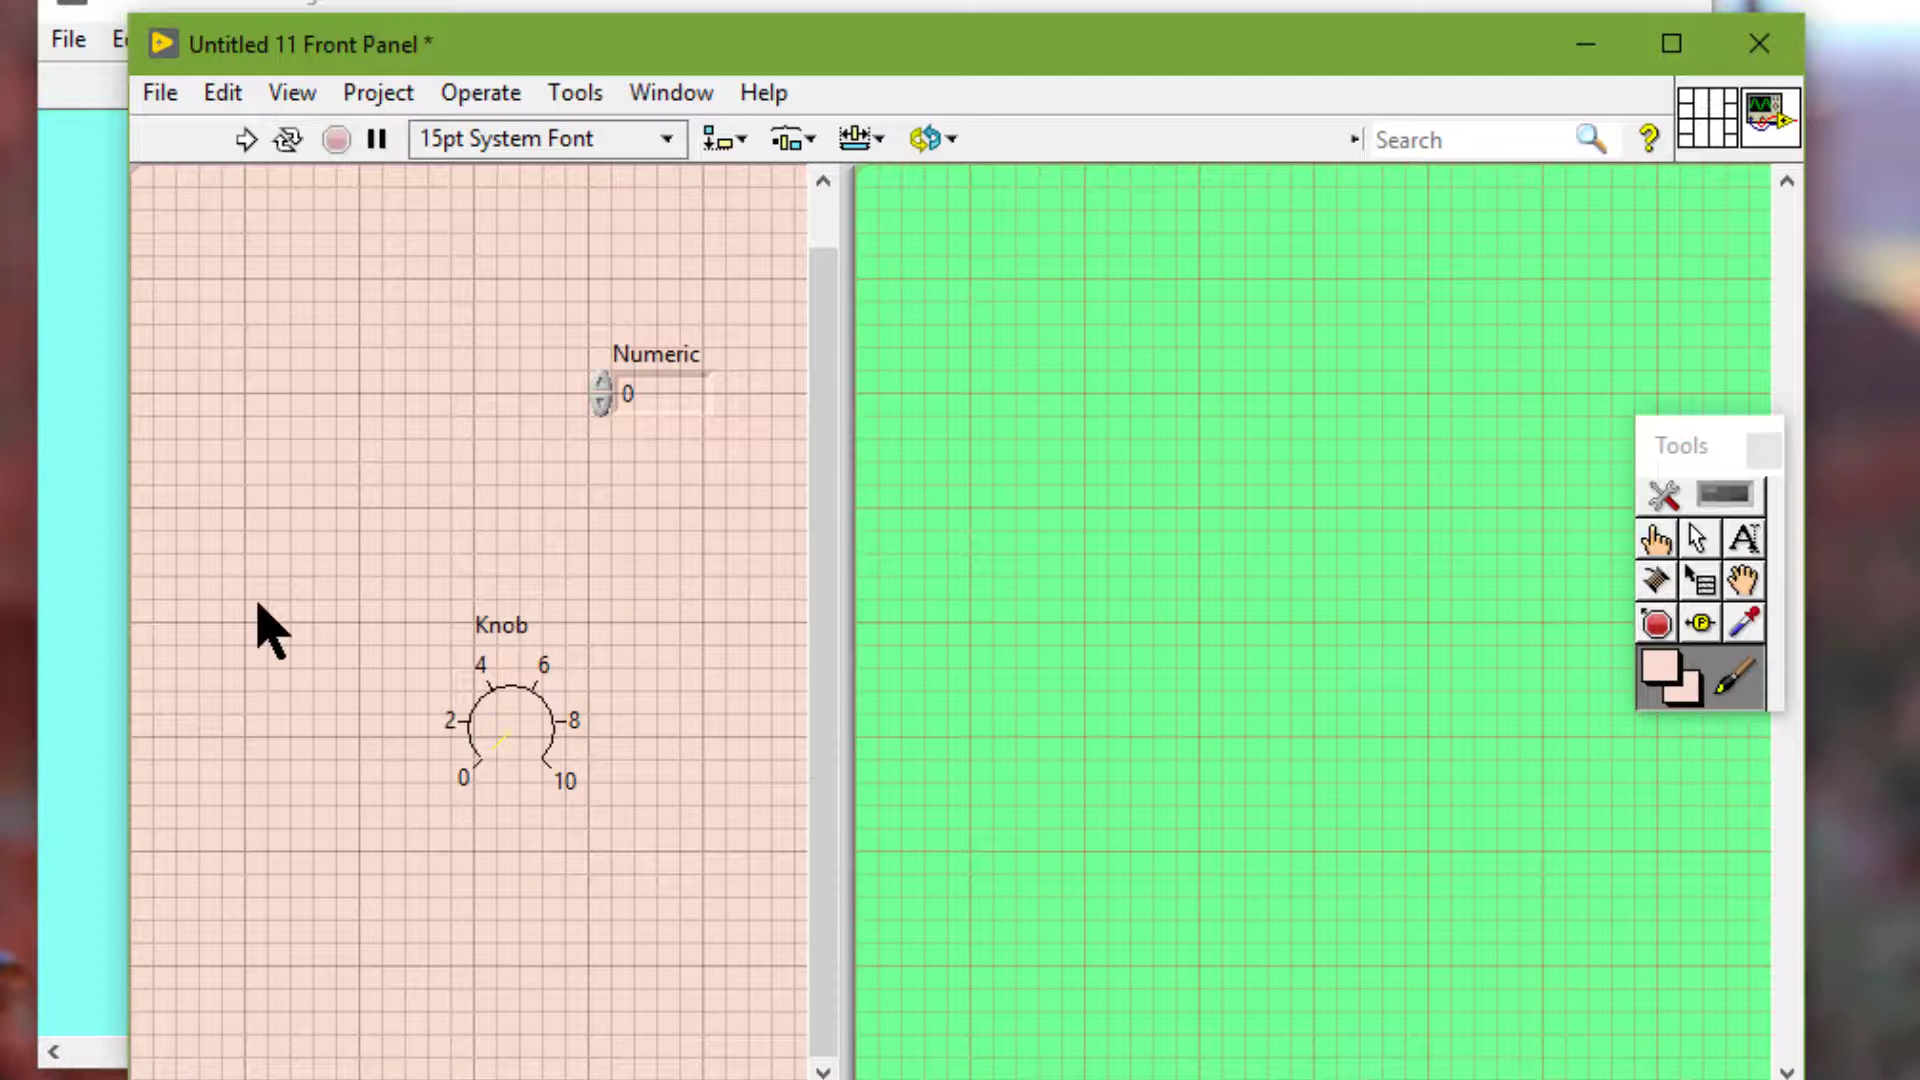 File
Untitled 11 Front Panel *
File Edit View Project Operate Tools Window Help
15pt System Font
Search
?
Numeric
0
Tools
Knob
4 6
2 8
0 10